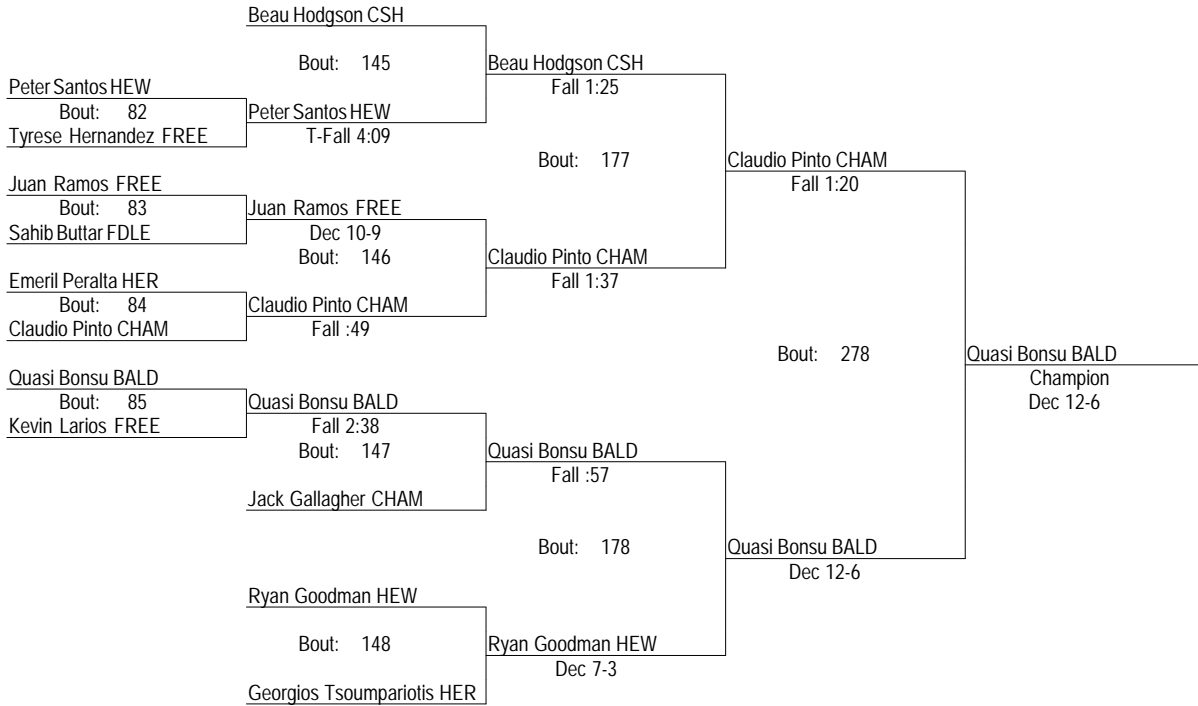 Beau Hodgson CSH
Bout: 145
Beau Hodgson CSH
Fall 1:25
Peter Santos HEW
Bout: 82
Tyrese Hernandez FREE
Peter Santos HEW
T-Fall 4:09
Bout: 177
Claudio Pinto CHAM
Fall 1:20
Juan Ramos FREE
Bout: 83
Sahib Buttar FDLE
Juan Ramos FREE
Dec 10-9
Bout: 146
Claudio Pinto CHAM
Fall 1:37
Emeril Peralta HER
Bout: 84
Claudio Pinto CHAM
Claudio Pinto CHAM
Fall :49
Bout: 278
Quasi Bonsu BALD
Champion
Dec 12-6
Quasi Bonsu BALD
Bout: 85
Kevin Larios FREE
Quasi Bonsu BALD
Fall 2:38
Bout: 147
Quasi Bonsu BALD
Fall :57
Jack Gallagher CHAM
Bout: 178
Quasi Bonsu BALD
Dec 12-6
Ryan Goodman HEW
Bout: 148
Ryan Goodman HEW
Dec 7-3
Georgios Tsoumpariotis HER